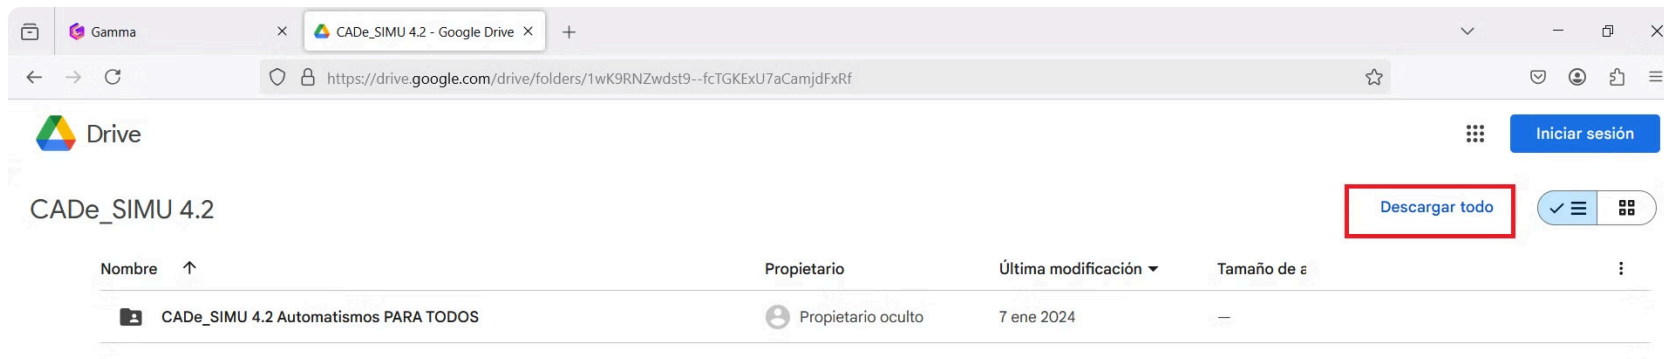 Gamma
CADe_SIMU 4.2 - Google Drive
https://drive.google.com/drive/folders/1wK9RNZwdst9--fcTGKExU7aCamjdFxRf
Drive
Iniciar sesión
CADe_SIMU 4.2
Descargar todo
Nombre
Propietario
Última modificación
Tamaño de a
CADe_SIMU 4.2 Automatismos PARA TODOS
Propietario oculto
7 ene 2024
—